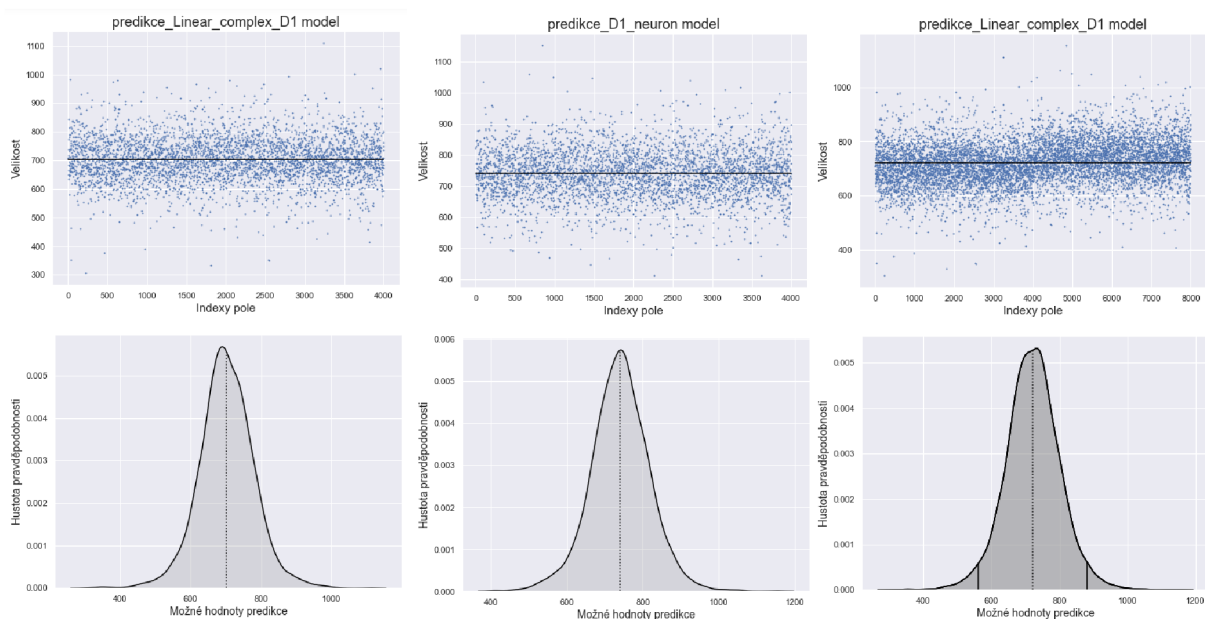 predikce_Linear_complex_D1 model
1100
1000
900
800
700
600
500
400
300
Velikost
0 500 1000 1500 2000 2500 3000 3500 4000
Indexy pole
predikce_D1_neuron model
1100
1000
900
800
700
600
500
400
Velikost
0 500 1000 1500 2000 2500 3000 3500 4000
Indexy pole
predikce_Linear_complex_D1 model
1000
800
600
400
Velikost
0 1000 2000 3000 4000 5000 6000 7000 8000
Indexy pole
0.005
0.004
0.003
0.002
0.001
0.000
Hustota pravděpodobnosti
400 600 800 1000
Možné hodnoty predikce
0.006
0.005
0.004
0.003
0.002
0.001
0.000
Hustota pravděpodobnosti
400 600 800 1000 1200
Možné hodnoty predikce
0.005
0.004
0.003
0.002
0.001
0.000
Hustota pravděpodobnosti
400 600 800 1000 1200
Možné hodnoty predikce